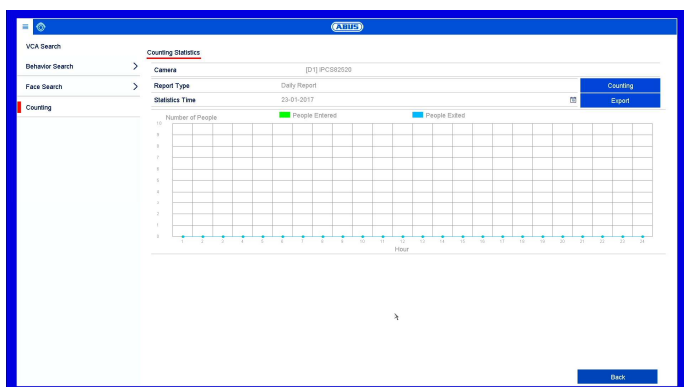 ABUS
VCA Search
Counting Statistics
Behavior Search
Camera [D1] IPCS82520
Face Search
Report Type Daily Report Counting
Counting
Statistics Time 23-01-2017 Export
Number of People People Entered People Exited
10
9
8
7
6
5
4
3
2
1
0
1 2 3 4 5 6 7 8 9 10 11 12 13 14 15 16 17 18 19 20 21 22 23 24
Hour
Back